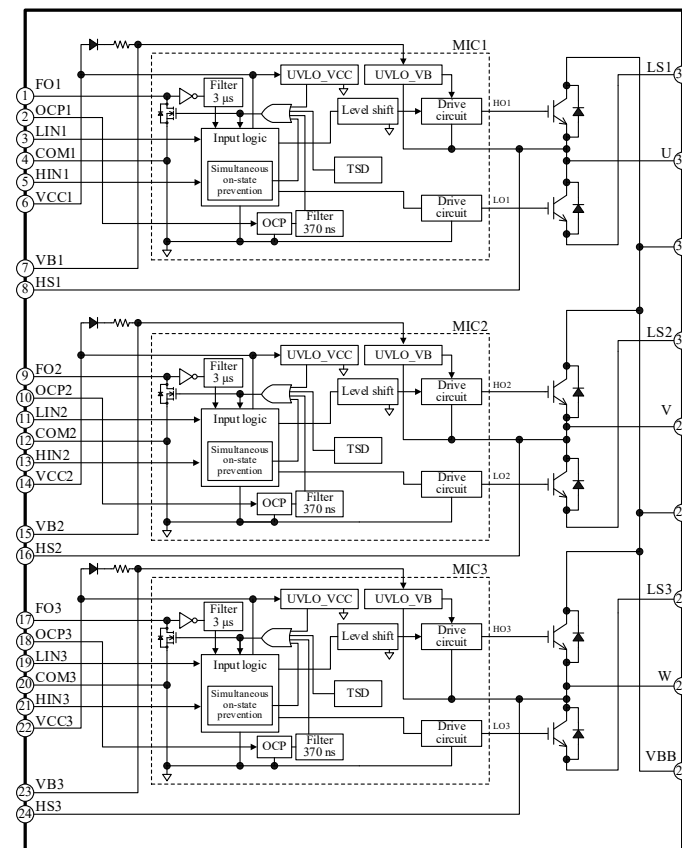 MIC1
UVLO_VCC
UVLO_VB
LS1
FO1
1
Filter
3 µs
HO1
OCP1
2
Level shift
Drive
circuit
LIN1
3
Input logic
COM1
4
U
HIN1
5
Simultaneous
on-state
prevention
TSD
VCC1
6
OCP
Filter
370 ns
Drive
circuit
LO1
VB1
7
HS1
8
MIC2
UVLO_VCC
UVLO_VB
LS2
FO2
9
Filter
3 µs
HO2
OCP2
10
Level shift
Drive
circuit
LIN2
11
Input logic
COM2
12
V
HIN2
13
Simultaneous
on-state
prevention
TSD
VCC2
14
OCP
Filter
370 ns
Drive
circuit
LO2
VB2
15
HS2
16
MIC3
UVLO_VCC
UVLO_VB
LS3
FO3
17
Filter
3 µs
HO3
OCP3
18
Level shift
Drive
circuit
LIN3
19
Input logic
COM3
20
W
HIN3
21
Simultaneous
on-state
prevention
TSD
VCC3
22
OCP
Filter
370 ns
Drive
circuit
LO3
VBB
VB3
23
HS3
24